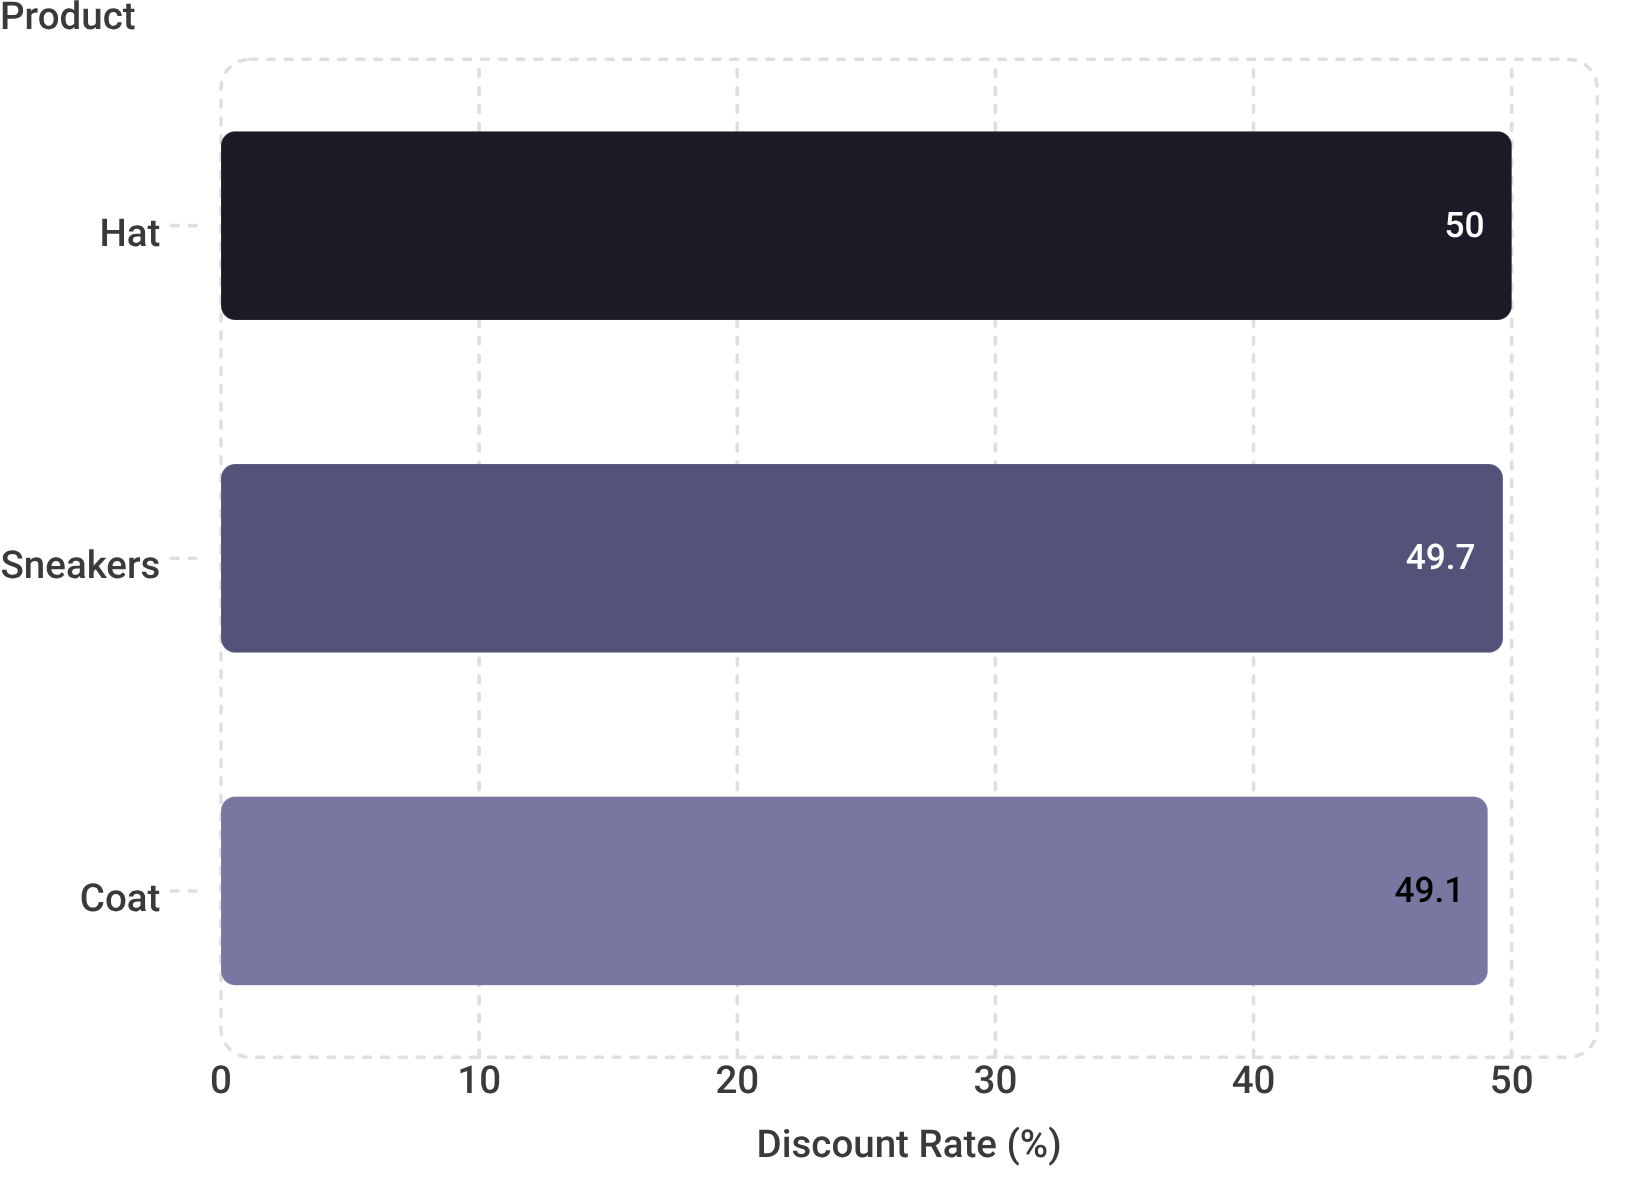 Product
Hat
50
Sneakers
49.7
Coat
49.1
0 10 20 30 40 50
Discount Rate (%)